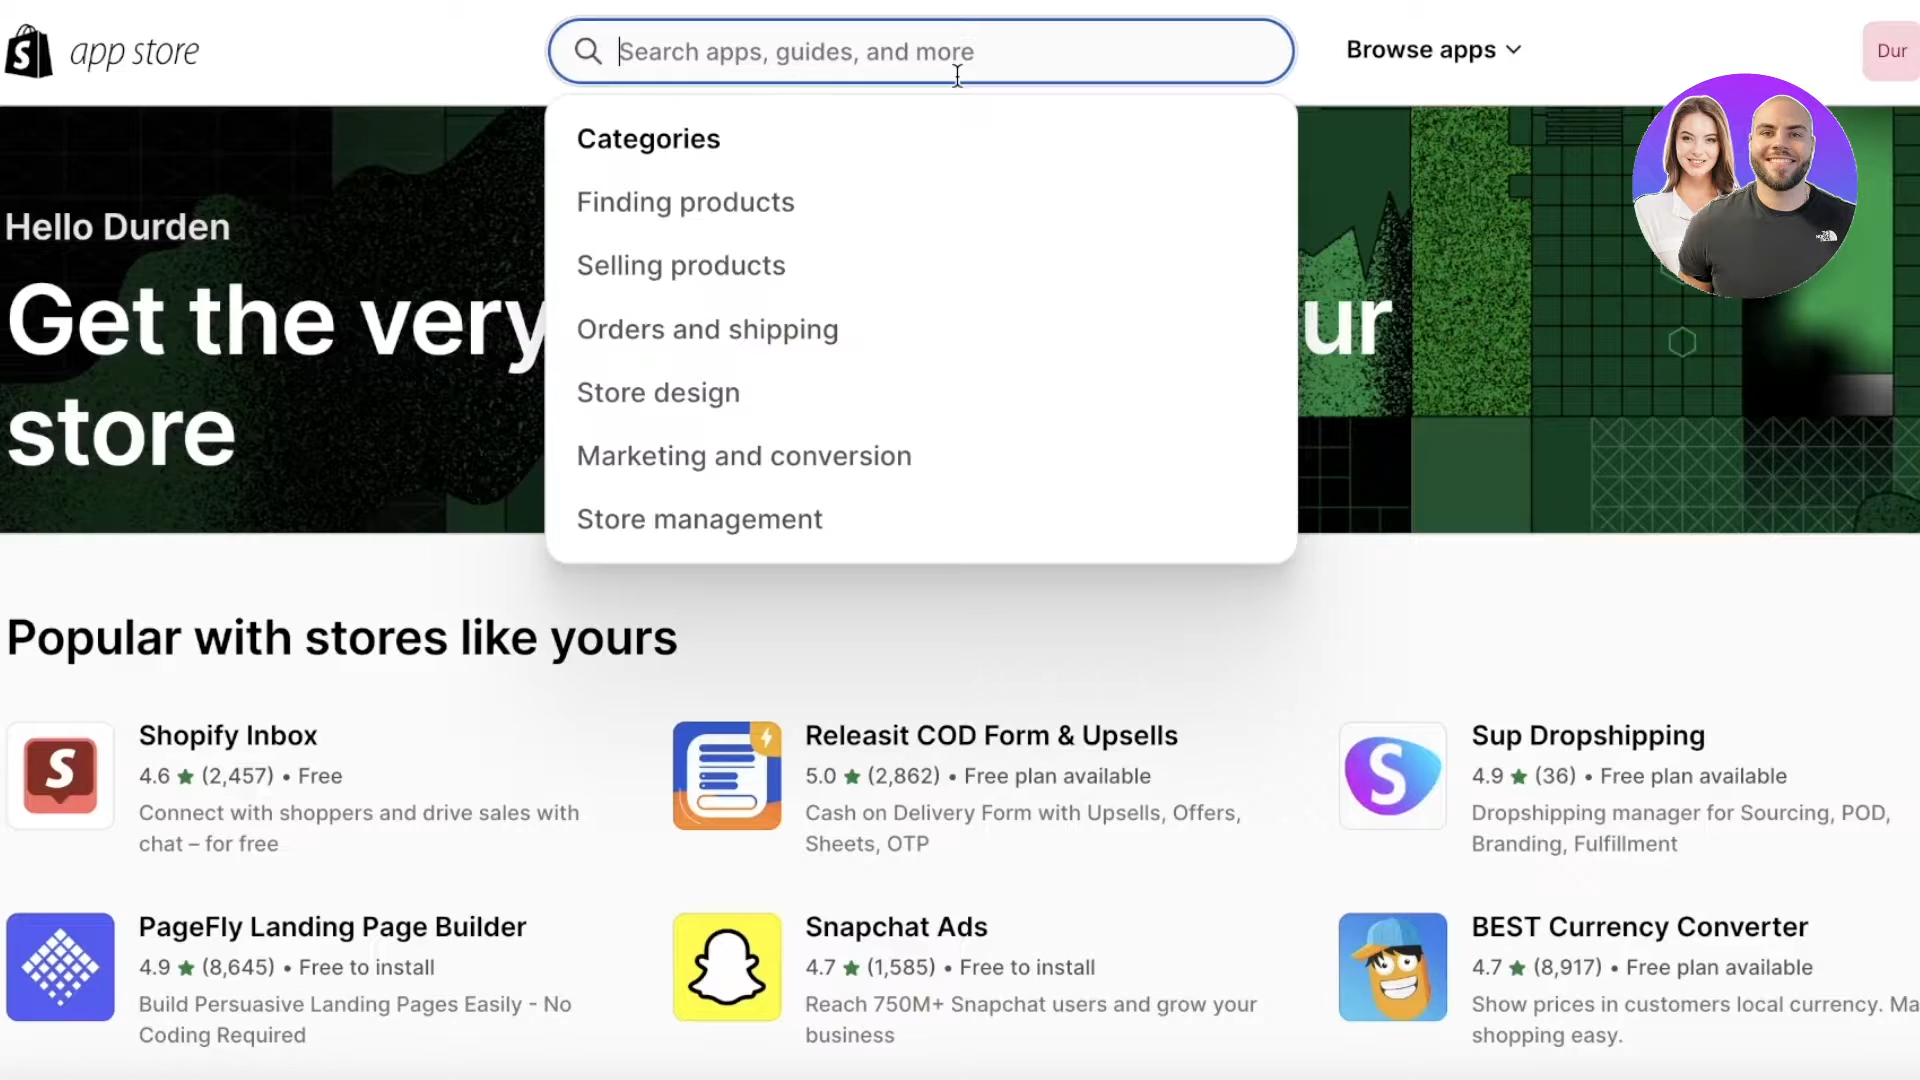 S app store
Search apps, guides, and more
Browse apps
Dur
Categories
Finding products
Selling products
Orders and shipping
Store design
Marketing and conversion
Store management
Hello Durden
Get the very
ur
store
Popular with stores like yours
Shopify Inbox
4.6 ★ (2,457) • Free
Connect with shoppers and drive sales with
chat – for free
Releasit COD Form & Upsells
5.0 ★ (2,862) • Free plan available
Cash on Delivery Form with Upsells, Offers,
Sheets, OTP
Sup Dropshipping
4.9 ★ (36) • Free plan available
Dropshipping manager for Sourcing, POD,
Branding, Fulfillment
PageFly Landing Page Builder
4.9 ★ (8,645) • Free to install
Build Persuasive Landing Pages Easily - No
Coding Required
Snapchat Ads
4.7 ★ (1,585) • Free to install
Reach 750M+ Snapchat users and grow your
business
BEST Currency Converter
4.7 ★ (8,917) • Free plan available
Show prices in customers local currency. Ma
shopping easy.